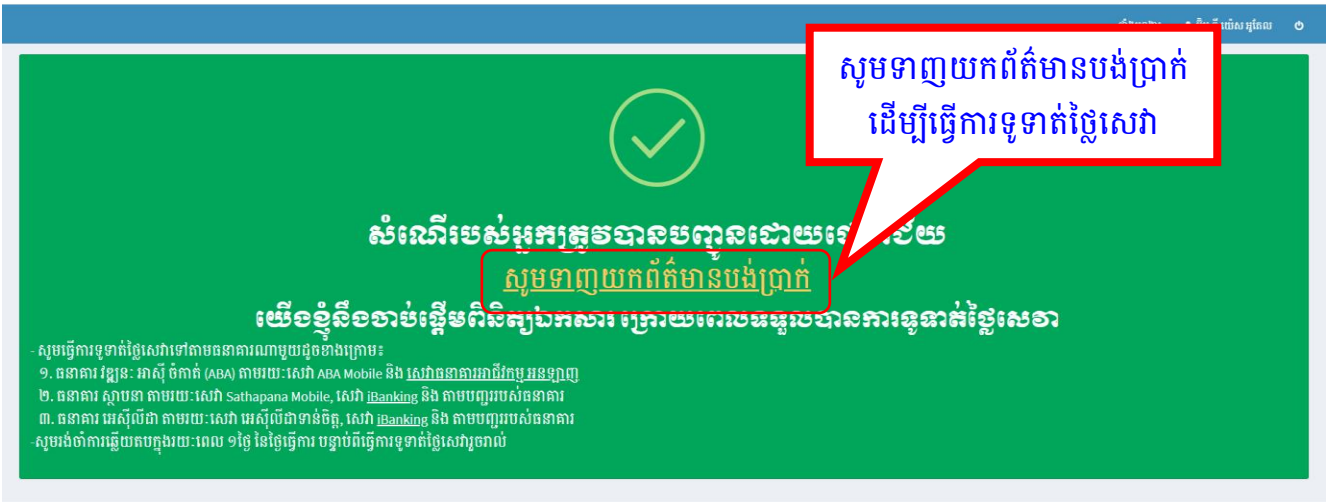 សូមទាញយកព័ត៌មានបង់ប្រាក់
ដើម្បីធ្វើការទូទាត់ថ្លៃសេវា
សំណើរបស់អ្នកត្រូវបានបញ្ជូនដោយ
សូមទាញយកព័ត៌មានបង់ប្រាក់
យើងខ្ញុំនឹងចាប់ផ្តើមពិនិត្យឯកសារ ក្រោយពេលទទួលបានការទូទាត់ថ្លៃសេវា
- សូមធ្វើការទូទាត់ថ្លៃសេវាទៅតាមធនាគារណាមួយដូចខាងក្រោម៖
១. ធនាគារ វឌ្ឍនៈ អាស៊ី ចំកាត់ (ABA) តាមរយៈសេវា ABA Mobile និង សេវាធនាគារអាជីវកម្ម អនឡាញ
២. ធនាគារ ស្ថាបនា តាមរយៈសេវា Sathapana Mobile, សេវា iBanking និង តាមបញ្ជររបស់ធនាគារ
៣. ធនាគារ អេស៊ីលីដា តាមរយៈសេវា អេស៊ីលីដាទាន់ចិត្ត, សេវា iBanking និង តាមបញ្ជររបស់ធនាគារ
-សូមរង់ចាំការឆ្លើយតបក្នុងរយៈពេល ១ថ្ងៃ នៃថ្ងៃធ្វើការ បន្ទាប់ពីធ្វើការទូទាត់ថ្លៃសេវារួចរាល់